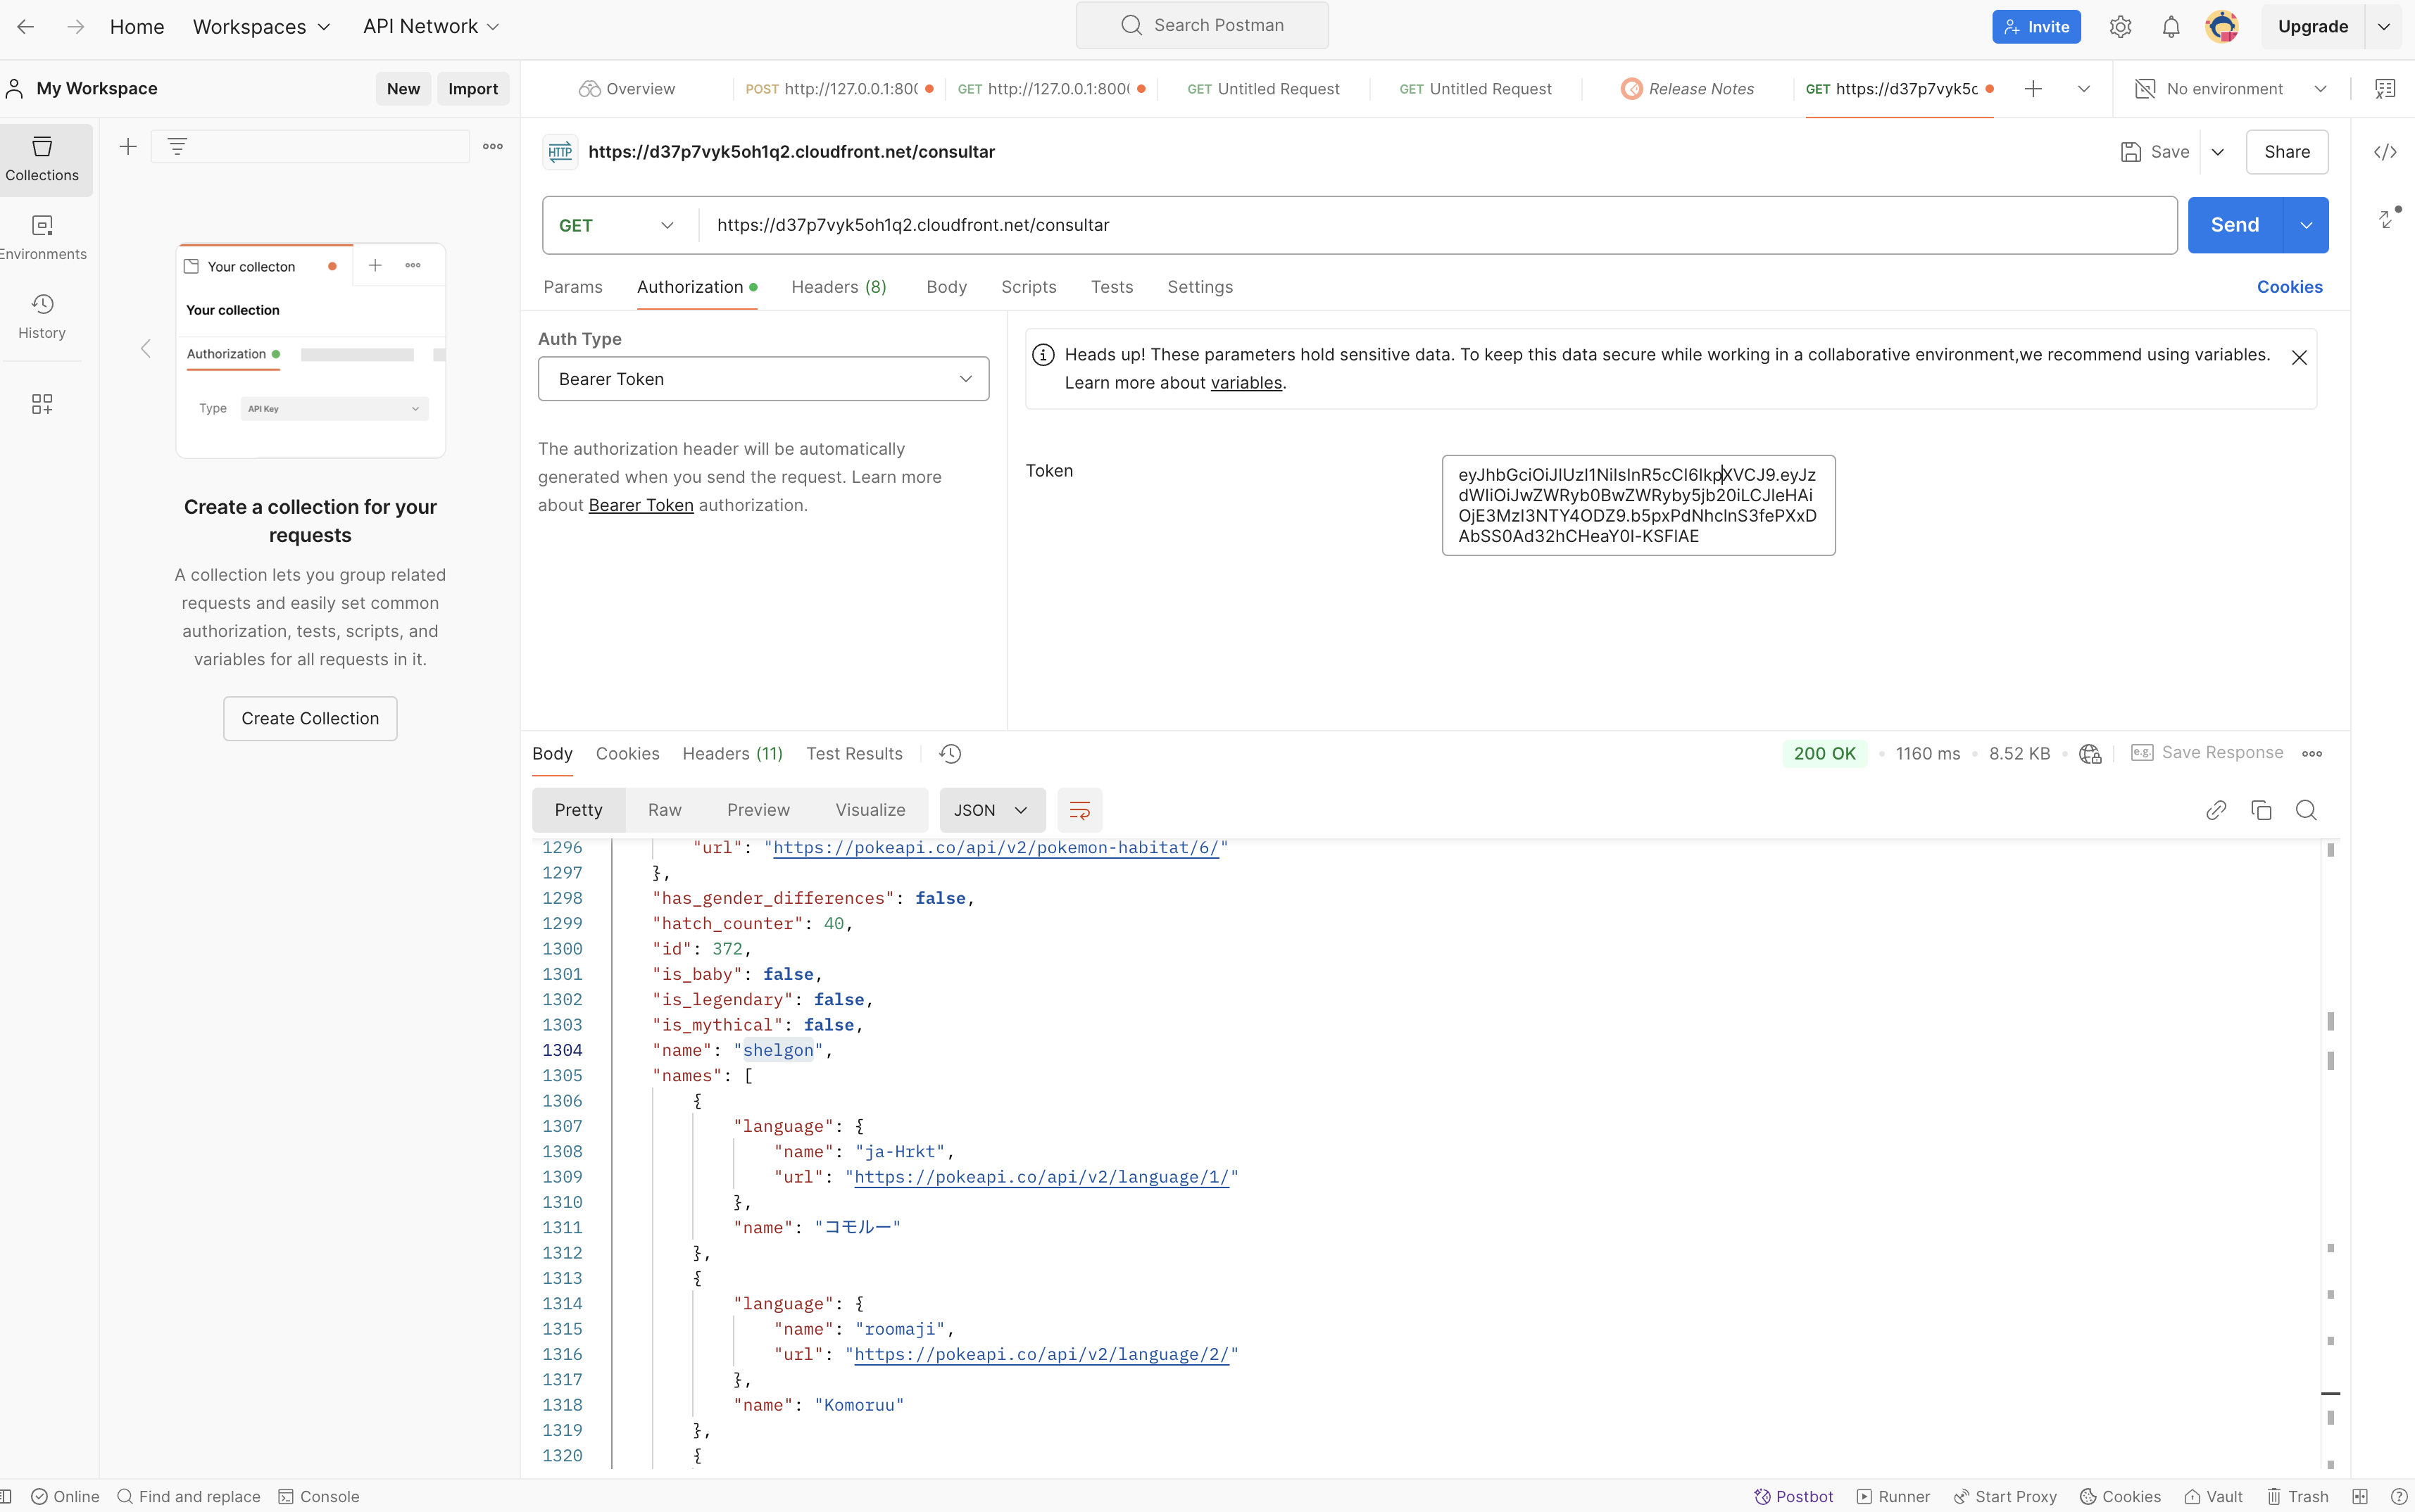 Home
Workspaces
API Network
Search Postman
Invite
Upgrade
My Workspace
New
Import
Overview
POST http://127.0.0.1:800
GET http://127.0.0.1:8000
GET Untitled Request
GET Untitled Request
Release Notes
GET https://d37p7vyk5c
No environment
Collections
Environments
History
Your collecton
Your collection
Authorization
Type
API Key
Create a collection for your
requests
A collection lets you group related
requests and easily set common
authorization, tests, scripts, and
variables for all requests in it.
Create Collection
HTTP
https://d37p7vyk5oh1q2.cloudfront.net/consultar
Save
Share
GET
https://d37p7vyk5oh1q2.cloudfront.net/consultar
Send
Params
Authorization
Headers (8)
Body
Scripts
Tests
Settings
Cookies
Auth Type
Bearer Token
The authorization header will be automatically
generated when you send the request. Learn more
about Bearer Token authorization.
Heads up! These parameters hold sensitive data. To keep this data secure while working in a collaborative environment,we recommend using variables.
Learn more about variables.
Token
eyJhbGciOiJIUzI1NiIsInR5cCI6IkpXVCJ9.eyJz
dWIiOiJwZWRyb0BwZWRyby5jb20iLCJleHAi
OjE3MzI3NTY4ODZ9.b5pxPdNhclnS3fePXxD
AbSS0Ad32hCHeaY0I-KSFlAE
Body
Cookies
Headers (11)
Test Results
200 OK
1160 ms
8.52 KB
e.g.
Save Response
Pretty
Raw
Preview
Visualize
JSON
1296 "url": "https://pokeapi.co/api/v2/pokemon-habitat/6/"
1297 },
1298 "has_gender_differences": false,
1299 "hatch_counter": 40,
1300 "id": 372,
1301 "is_baby": false,
1302 "is_legendary": false,
1303 "is_mythical": false,
1304 "name": "shelgon",
1305 "names": [
1306 {
1307 "language": {
1308 "name": "ja-Hrkt",
1309 "url": "https://pokeapi.co/api/v2/language/1/"
1310 },
1311 "name": "コモルー"
1312 },
1313 {
1314 "language": {
1315 "name": "roomaji",
1316 "url": "https://pokeapi.co/api/v2/language/2/"
1317 },
1318 "name": "Komoruu"
1319 },
1320 {
Online
Find and replace
Console
Postbot
Runner
Start Proxy
Cookies
Vault
Trash